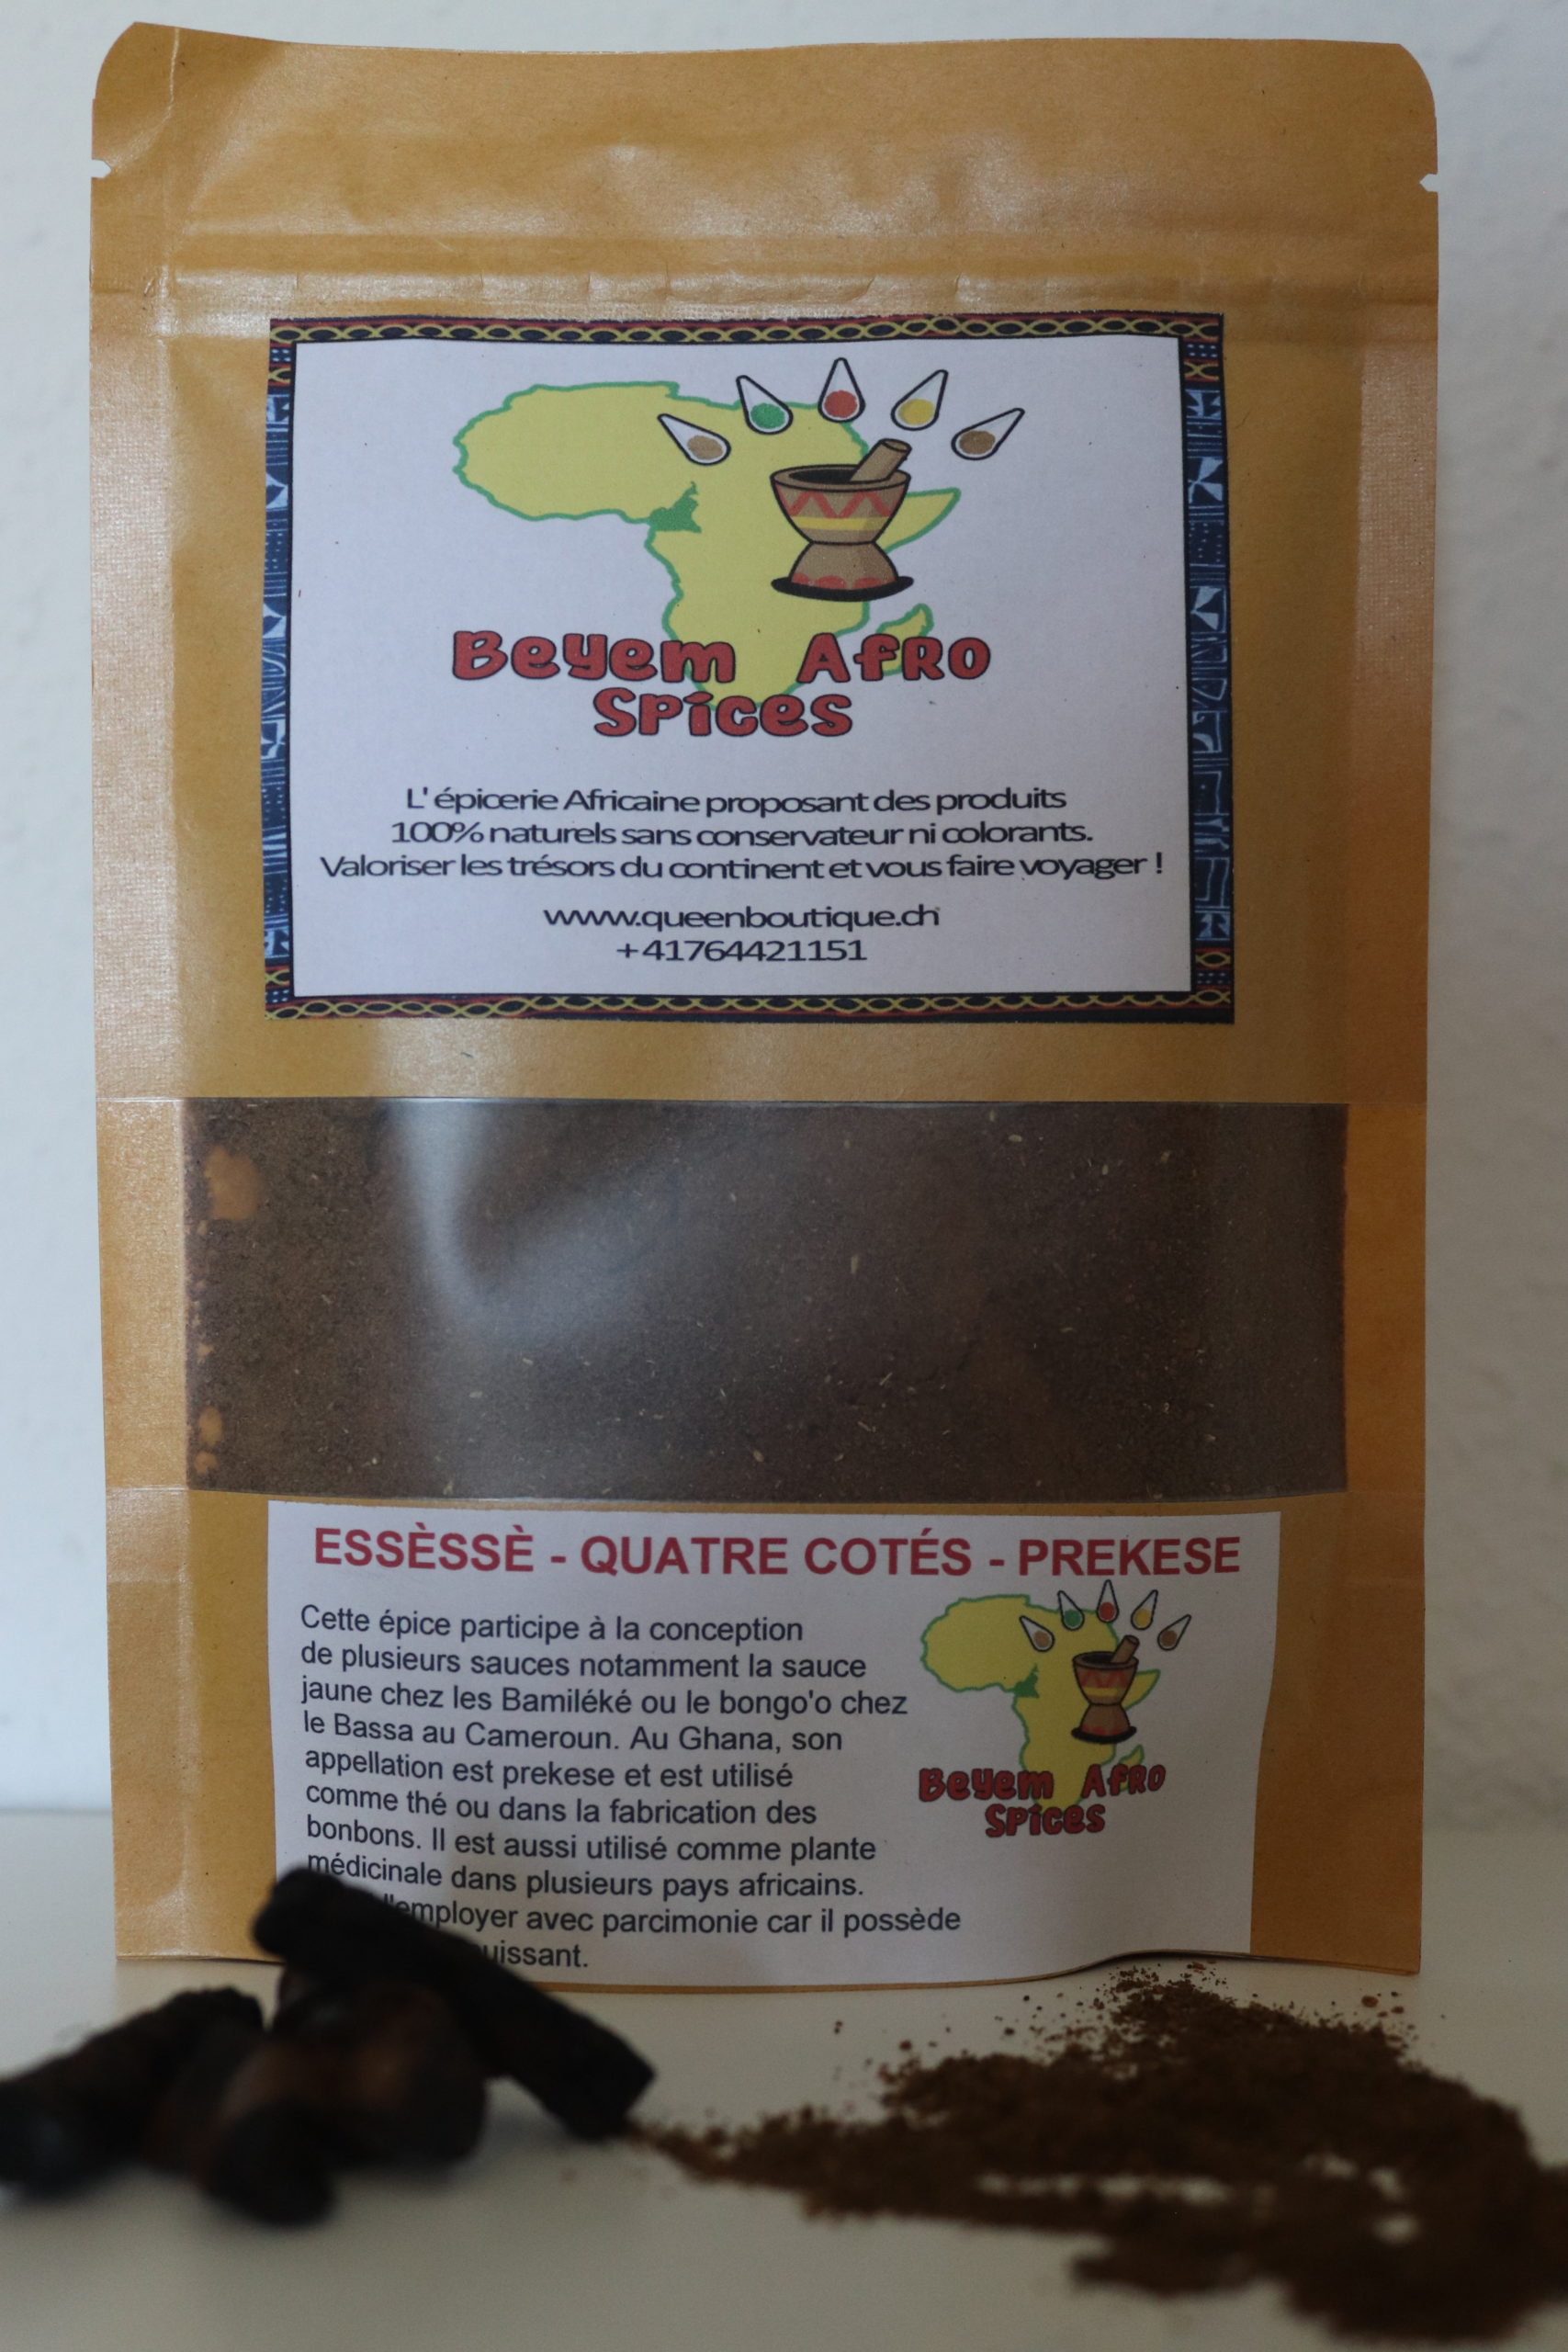 Beyem Afro
Spices
L' épicerie Africaine proposant des produits
100% naturels sans conservateur ni colorants.
Valoriser les trésors du continent et vous faire voyager !
www.queenboutique.ch
+41764421151
ESSÈSSÈ - QUATRE COTÉS - PREKESE
Cette épice participe à la conception
de plusieurs sauces notamment la sauce
jaune chez les Bamiléké ou le bongo'o chez
le Bassa au Cameroun. Au Ghana, son
appellation est prekese et est utilisé
comme thé ou dans la fabrication des
bonbons. Il est aussi utilisé comme plante
médicinale dans plusieurs pays africains.
l'employer avec parcimonie car il possède
Beyem Afro
Spices